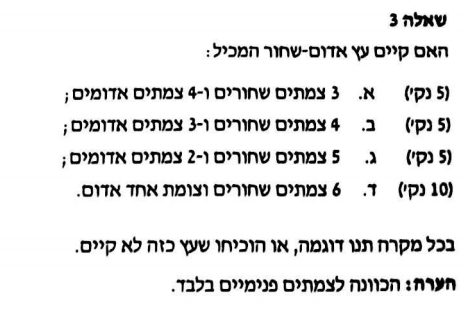 שאלה 3
האם קיים עץ אדום-שחור המכיל:
(5 נק׳) א. 3 צמתים שחורים ו-4 צמתים אדומים;
(5 נק׳) ב. 4 צמתים שחורים ו-3 צמתים אדומים;
(5 נק׳) ג. 5 צמתים שחורים ו-2 צמתים אדומים;
(10 נק׳) ד. 6 צמתים שחורים וצומת אחד אדום.
בכל מקרה תנו דוגמה, או הוכיחו שעץ כזה לא קיים.
הערה: הכוונה לצמתים פנימיים בלבד.